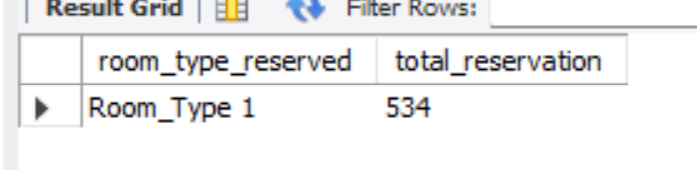 Result Grid Filter Rows:
room_type_reserved total_reservation
Room_Type 1 534